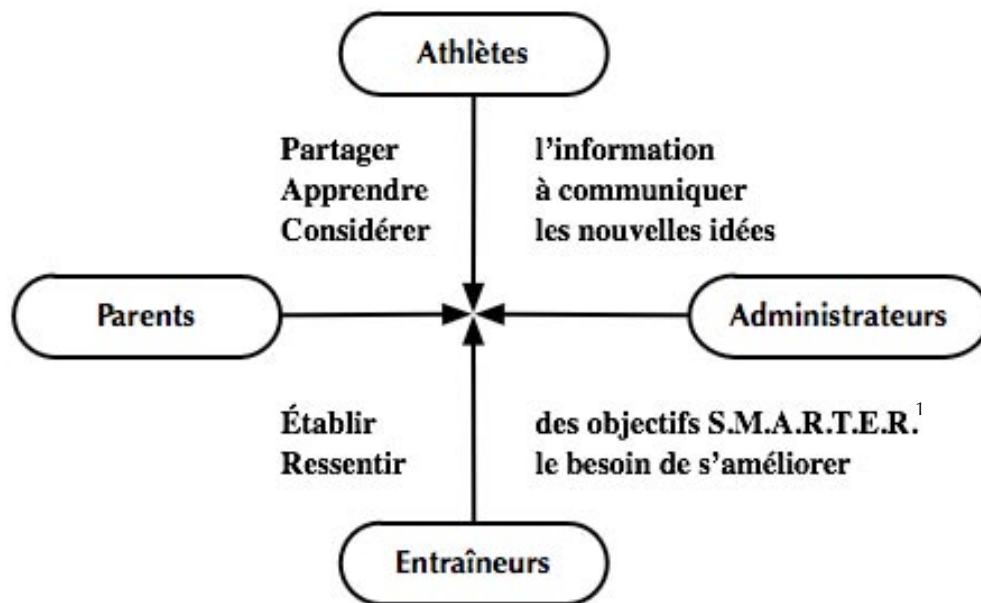 Athlètes
Partager l'information
Apprendre à communiquer
Considérer les nouvelles idées
Parents Administrateurs
Établir des objectifs S.M.A.R.T.E.R.¹
Ressentir le besoin de s'améliorer
Entraîneurs